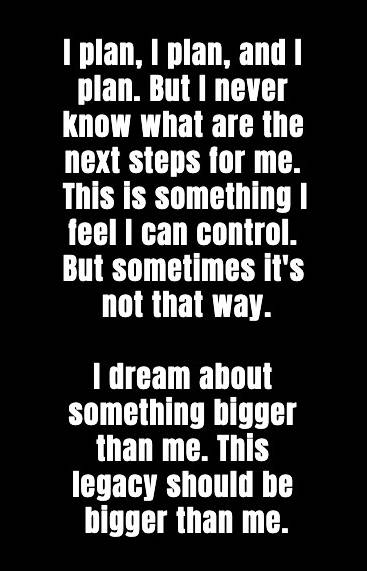 I plan, I plan, and I
plan. But I never
know what are the
next steps for me.
This is something I
feel I can control.
But sometimes it's
not that way.
I dream about
something bigger
than me. This
legacy should be
bigger than me.